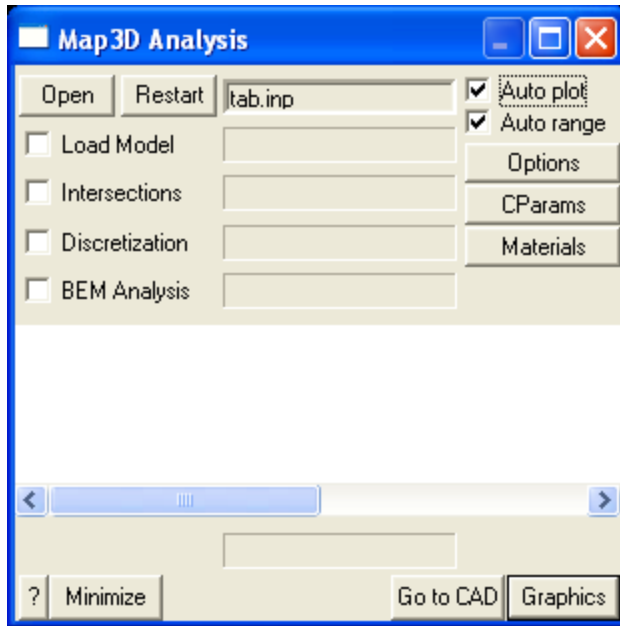 Map3D Analysis
Open Restart tab.inp Auto plot
Auto range
Load Model
Options
Intersections
CParams
Discretization
Materials
BEM Analysis
? Minimize Go to CAD Graphics